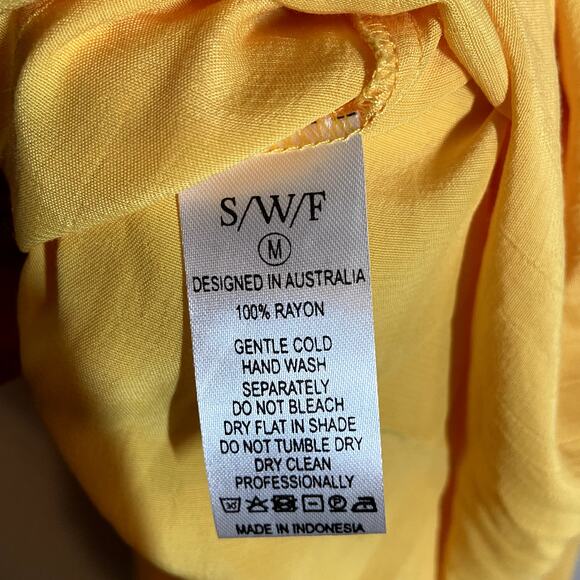 S/W/F
M
DESIGNED IN AUSTRALIA
100% RAYON
GENTLE COLD
HAND WASH
SEPARATELY
DO NOT BLEACH
DRY FLAT IN SHADE
DO NOT TUMBLE DRY
DRY CLEAN
PROFESSIONALLY
P
MADE IN INDONESIA